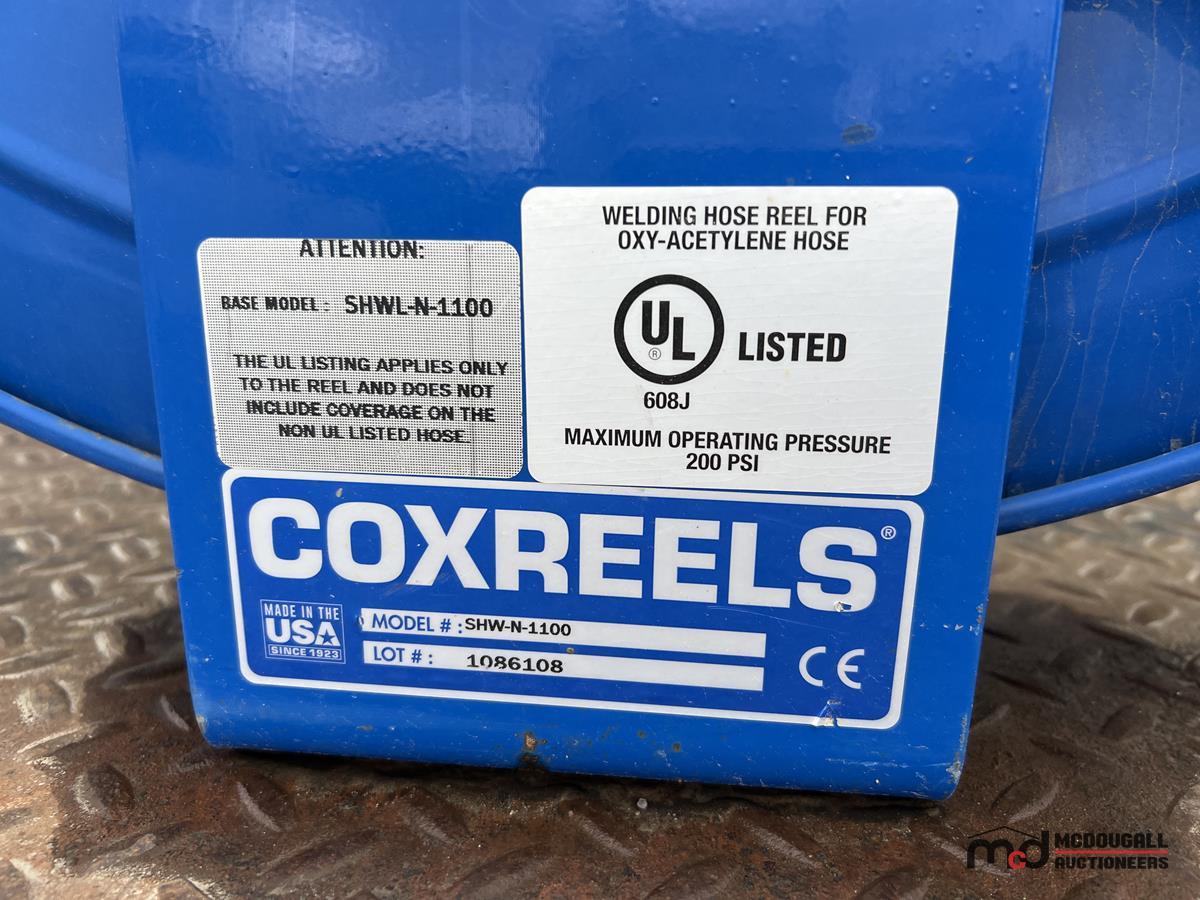 ATTENTION:
BASE MODEL: SHWL-N-1100
THE UL LISTING APPLIES ONLY
TO THE REEL AND DOES NOT
INCLUDE COVERAGE ON THE
NON UL LISTED HOSE.
WELDING HOSE REEL FOR
OXY-ACETYLENE HOSE
UL® LISTED
608J
MAXIMUM OPERATING PRESSURE
200 PSI
COXREELS®
MADE IN THE
USA
SINCE 1923
MODEL #: SHW-N-1100
LOT #: 1086108
CE
mcd MCDOUGALL
AUCTIONEERS